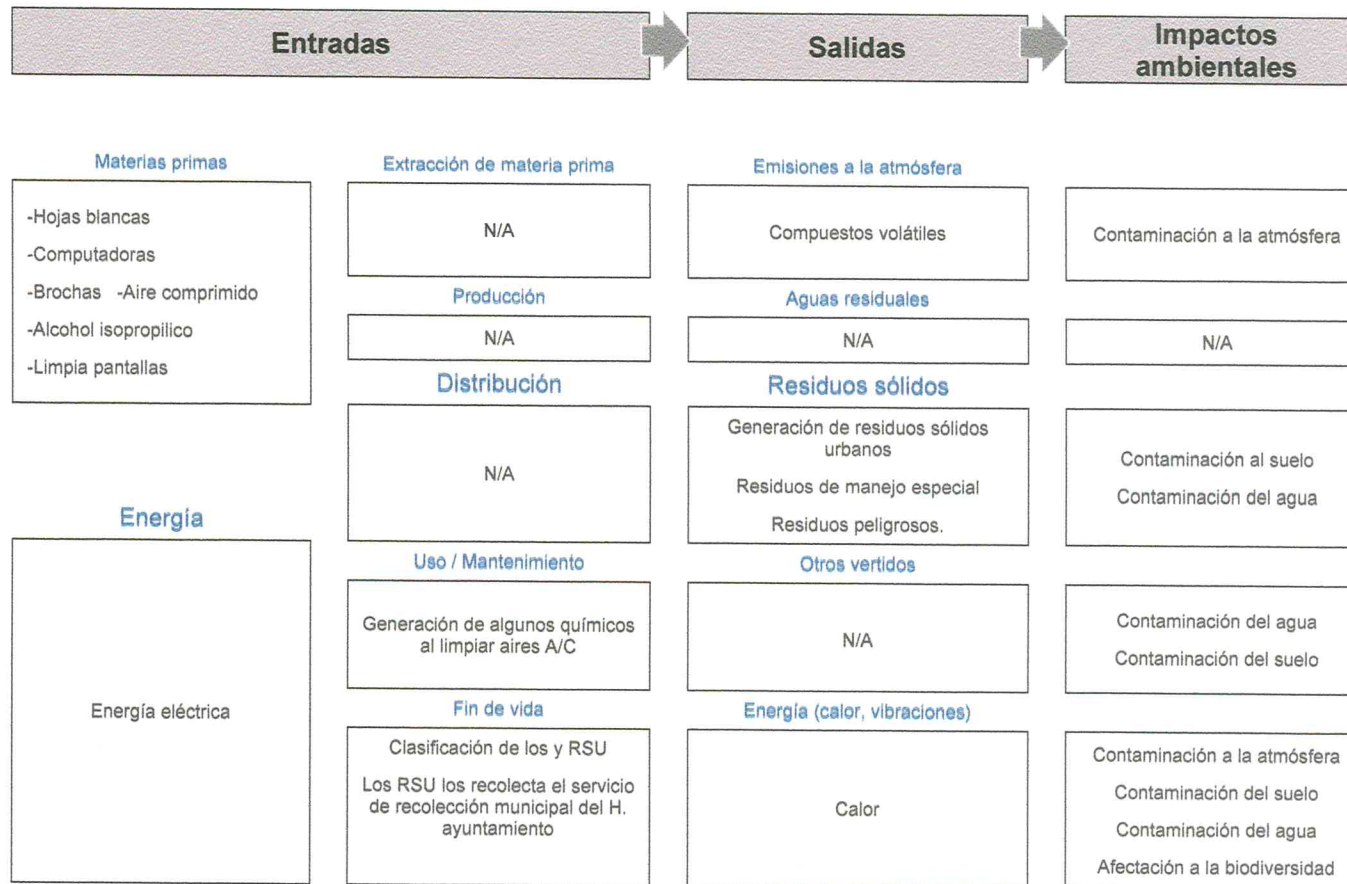 Entradas
Salidas
Impactos
ambientales
Materias primas
-Hojas blancas
-Computadoras
-Brochas -Aire comprimido
-Alcohol isopropilico
-Limpia pantallas
Energía
Energía eléctrica
Extracción de materia prima
N/A
Producción
N/A
Distribución
N/A
Uso / Mantenimiento
Generación de algunos químicos
al limpiar aires A/C
Fin de vida
Clasificación de los y RSU
Los RSU los recolecta el servicio
de recolección municipal del H.
ayuntamiento
Emisiones a la atmósfera
Compuestos volátiles
Aguas residuales
N/A
Residuos sólidos
Generación de residuos sólidos
urbanos
Residuos de manejo especial
Residuos peligrosos.
Otros vertidos
N/A
Energía (calor, vibraciones)
Calor
Contaminación a la atmósfera
N/A
Contaminación al suelo
Contaminación del agua
Contaminación del agua
Contaminación del suelo
Contaminación a la atmósfera
Contaminación del suelo
Contaminación del agua
Afectación a la biodiversidad